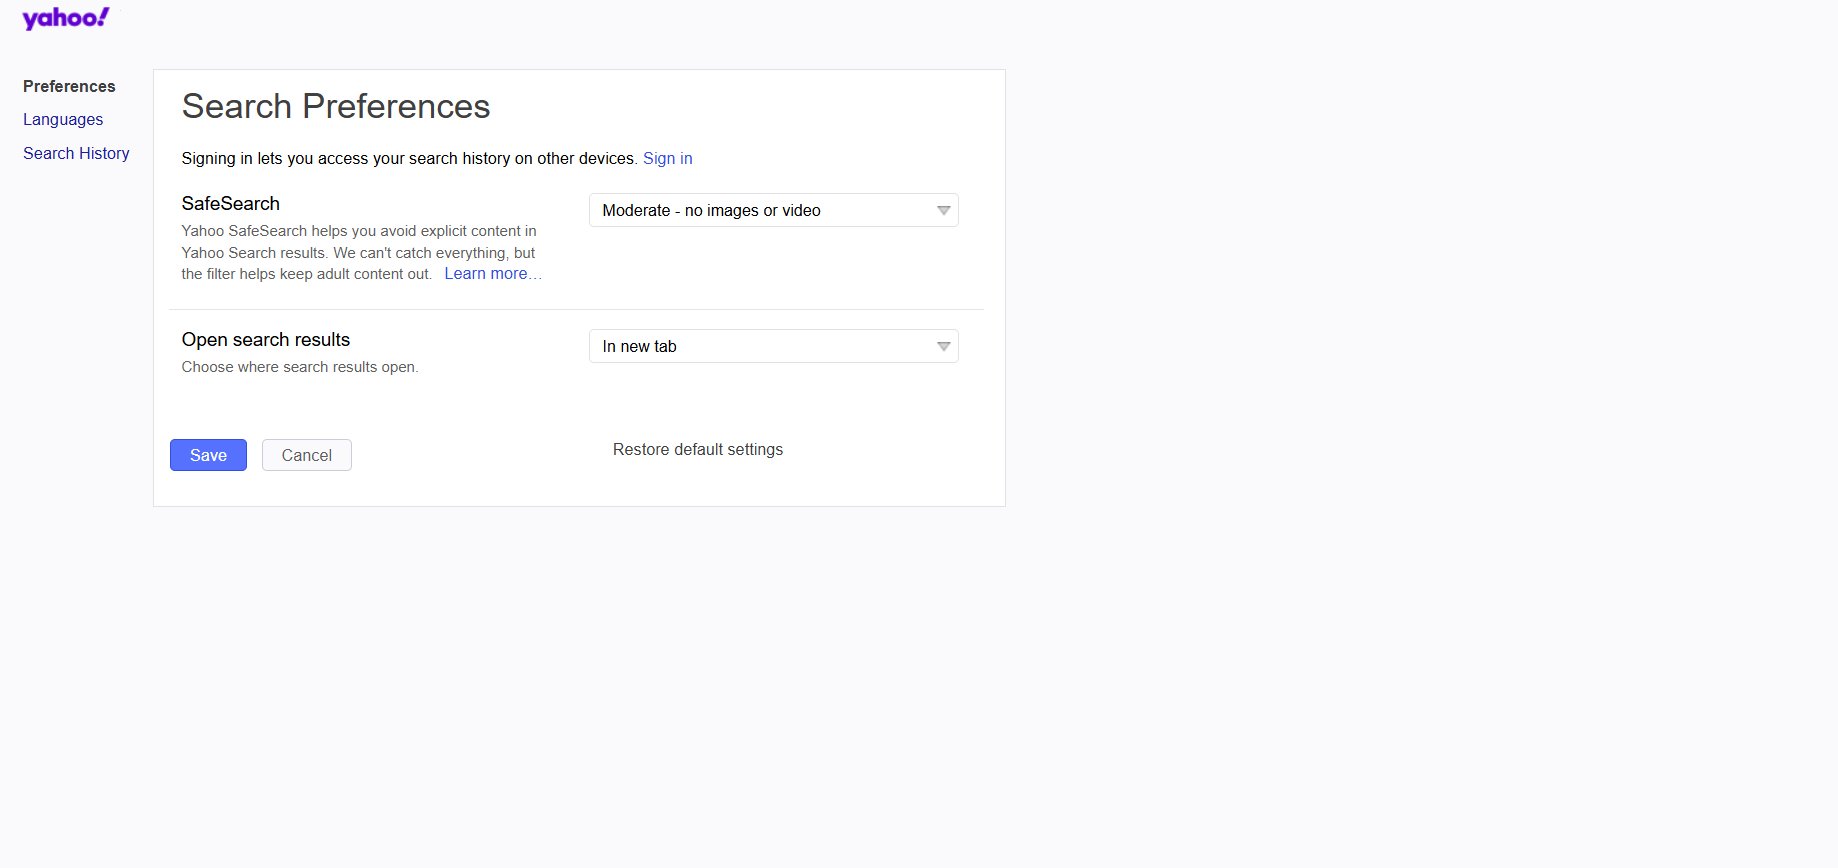 yahoo!
Preferences
Languages
Search History
Search Preferences
Signing in lets you access your search history on other devices. Sign in
SafeSearch
Yahoo SafeSearch helps you avoid explicit content in
Yahoo Search results. We can't catch everything, but
the filter helps keep adult content out. Learn more...
Moderate - no images or video
Open search results
Choose where search results open.
In new tab
Save
Cancel
Restore default settings